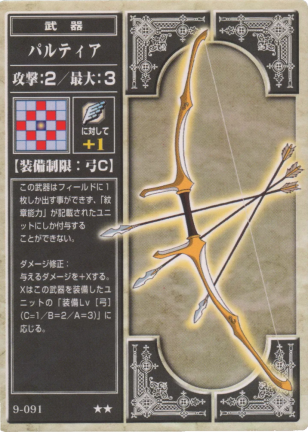 武器
パルティア
攻撃:2/最大:3
に対して
+1
【装備制限:弓C】
この武器はフィールドに1
枚しか出す事ができず、「紋
章能力」が記載されたユ
ニットにしか付与する
ことができない。
ダメージ修正:
与えるダメージを+Xする。
Xはこの武器を装備したユ
ニットの「装備Lv［弓］
(C=1/B=2/A=3)」に
応じる。
9-091
★★